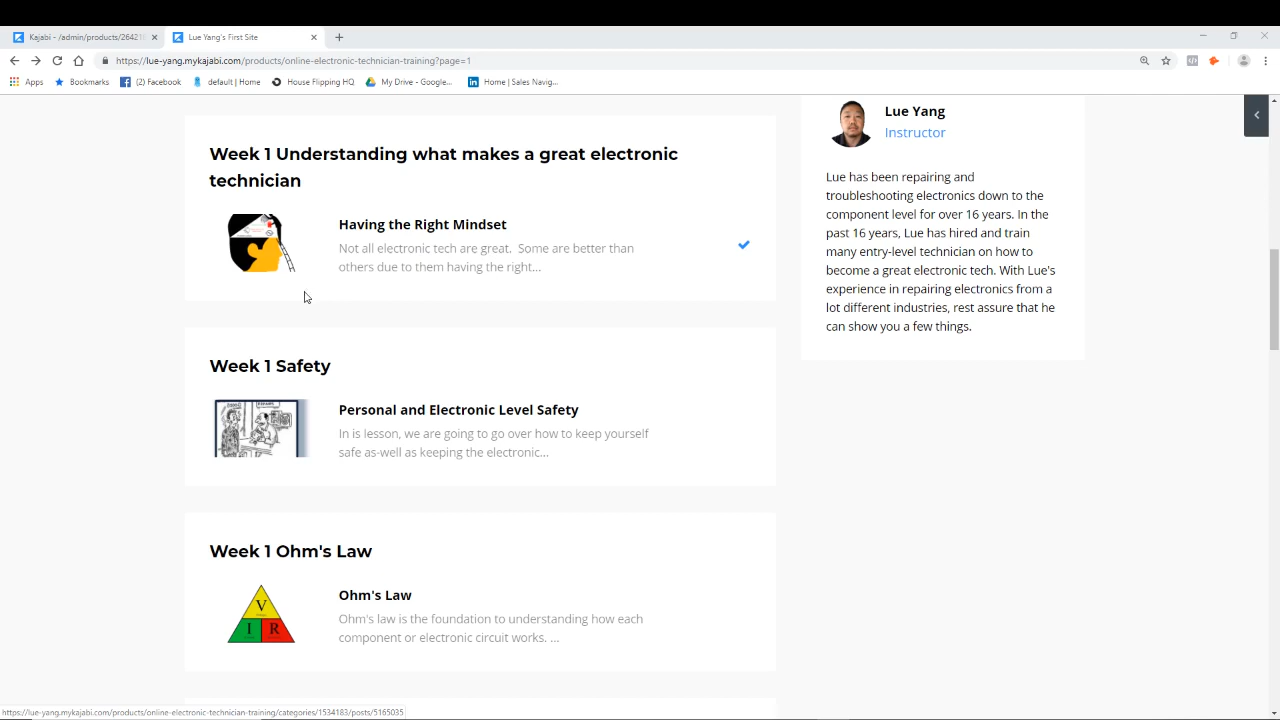 Kajabi - /admin/products/26421
Lue Yang's First Site
https://lue-yang.mykajabi.com/products/online-electronic-technician-training?page=1
Apps
Bookmarks
(2) Facebook
default | Home
House Flipping HQ
My Drive - Google...
Home | Sales Navig...
Week 1 Understanding what makes a great electronic
technician
Having the Right Mindset
Not all electronic tech are great.  Some are better than
others due to them having the right...
Week 1 Safety
Personal and Electronic Level Safety
In is lesson, we are going to go over how to keep yourself
safe as-well as keeping the electronic...
Week 1 Ohm's Law
V
I R
Ohm's Law
Ohm's law is the foundation to understanding how each
component or electronic circuit works. ...
Lue Yang
Instructor
Lue has been repairing and
troubleshooting electronics down to the
component level for over 16 years. In the
past 16 years, Lue has hired and train
many entry-level technician on how to
become a great electronic tech. With Lue's
experience in repairing electronics from a
lot different industries, rest assure that he
can show you a few things.
https://lue-yang.mykajabi.com/products/online-electronic-technician-training/categories/1534183/posts/5165035